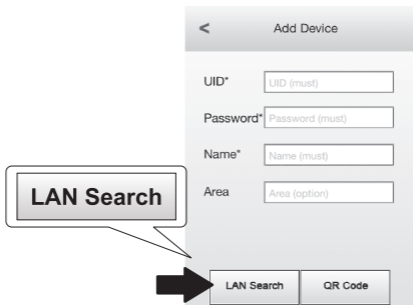 < Add Device
UID* UID (must)
Password* Password (must)
Name* Name (must)
Area Area (option)
LAN Search
LAN Search QR Code